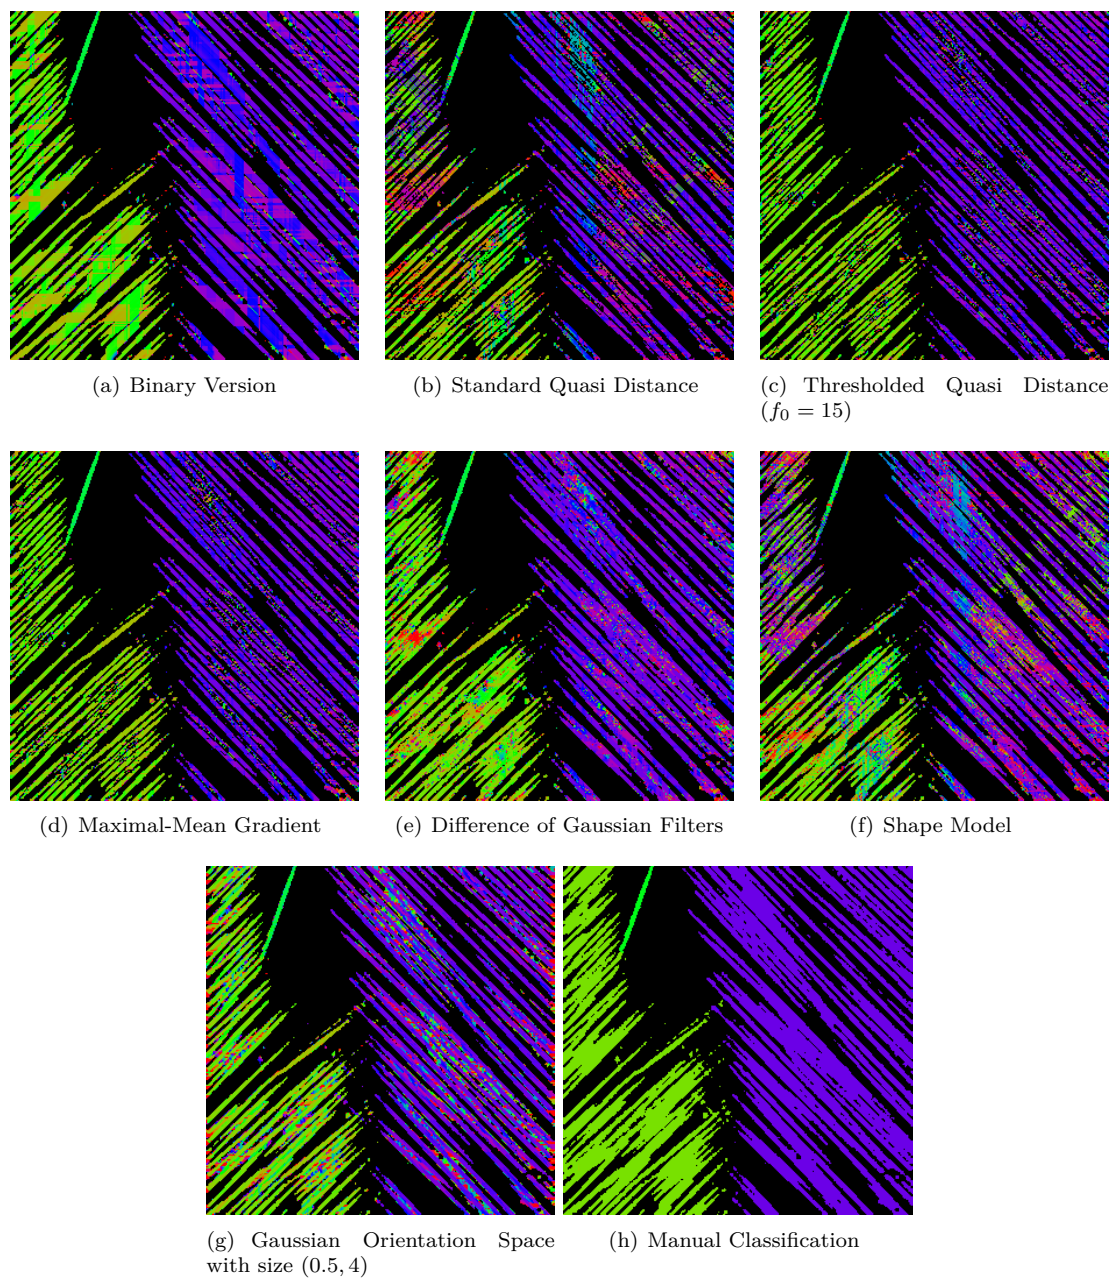 (a) Binary Version
(b) Standard Quasi Distance
(c) Thresholded Quasi Distance
(f₀ = 15)
(d) Maximal-Mean Gradient
(e) Difference of Gaussian Filters
(f) Shape Model
(g) Gaussian Orientation Space
with size (0.5, 4)
(h) Manual Classification